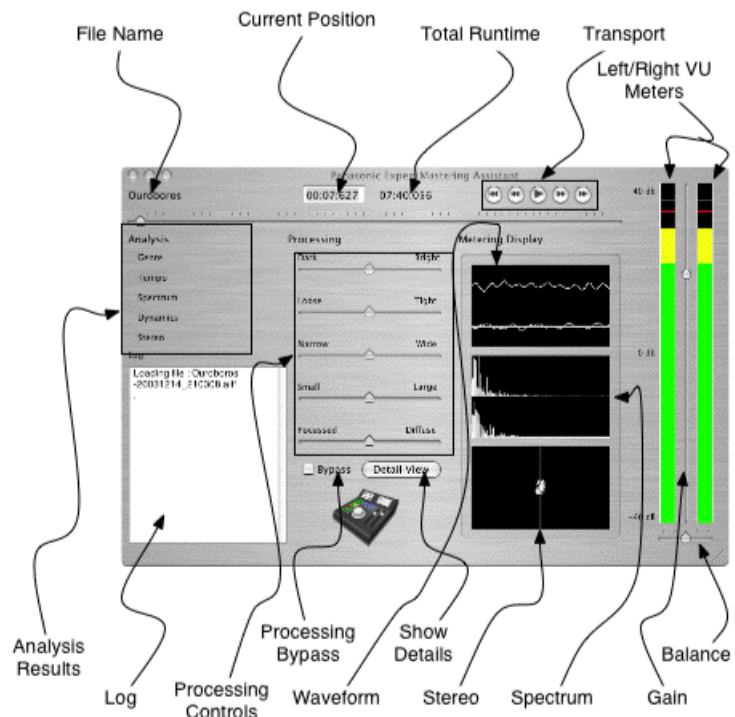 Current Position
File Name
Total Runtime
Transport
Left/Right VU
Meters
Panasonic Expert Mastering Assistant
Ouroboros
00:07:627
07:40:056
40 db
Analysis
Processing
Metering Display
Genre
Dark
Bright
Tempo
Spectrum
Loose
Tight
Dynamics
Stereo
Narrow
Wide
0 db
Log
Loading file : Ouroboros
-20031214_210308.aiff
.
Small
Large
Focussed
Diffuse
Bypass
Detail View
-40 dB
Analysis
Results
Log
Processing
Controls
Processing
Bypass
Waveform
Show
Details
Stereo
Spectrum
Gain
Balance